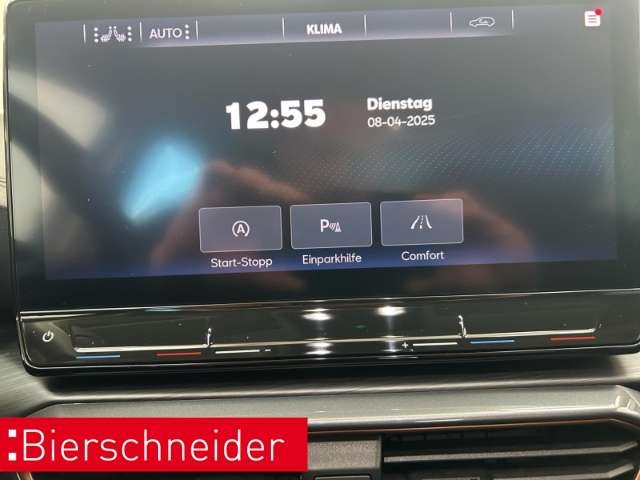 AUTO
KLIMA
12:55
Dienstag
08-04-2025
A
P
Start-Stopp
Einparkhilfe
Comfort
- +
Bierschneider